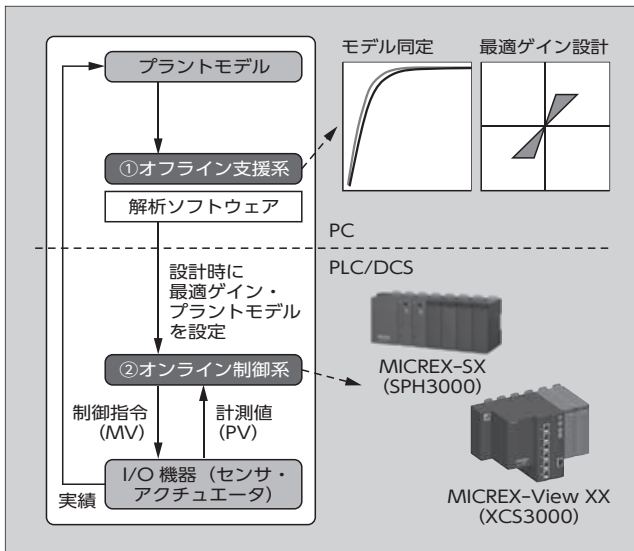 モデル同定
最適ゲイン設計
プラントモデル
①オフライン支援系
解析ソフトウェア
PC
PLC/DCS
設計時に
最適ゲイン・
プラントモデル
を設定
②オンライン制御系
MICREX–SX
(SPH3000)
制御指令
(MV)
計測値
(PV)
I/O 機器（センサ・
アクチュエータ）
実績
MICREX–View XX
(XCS3000)